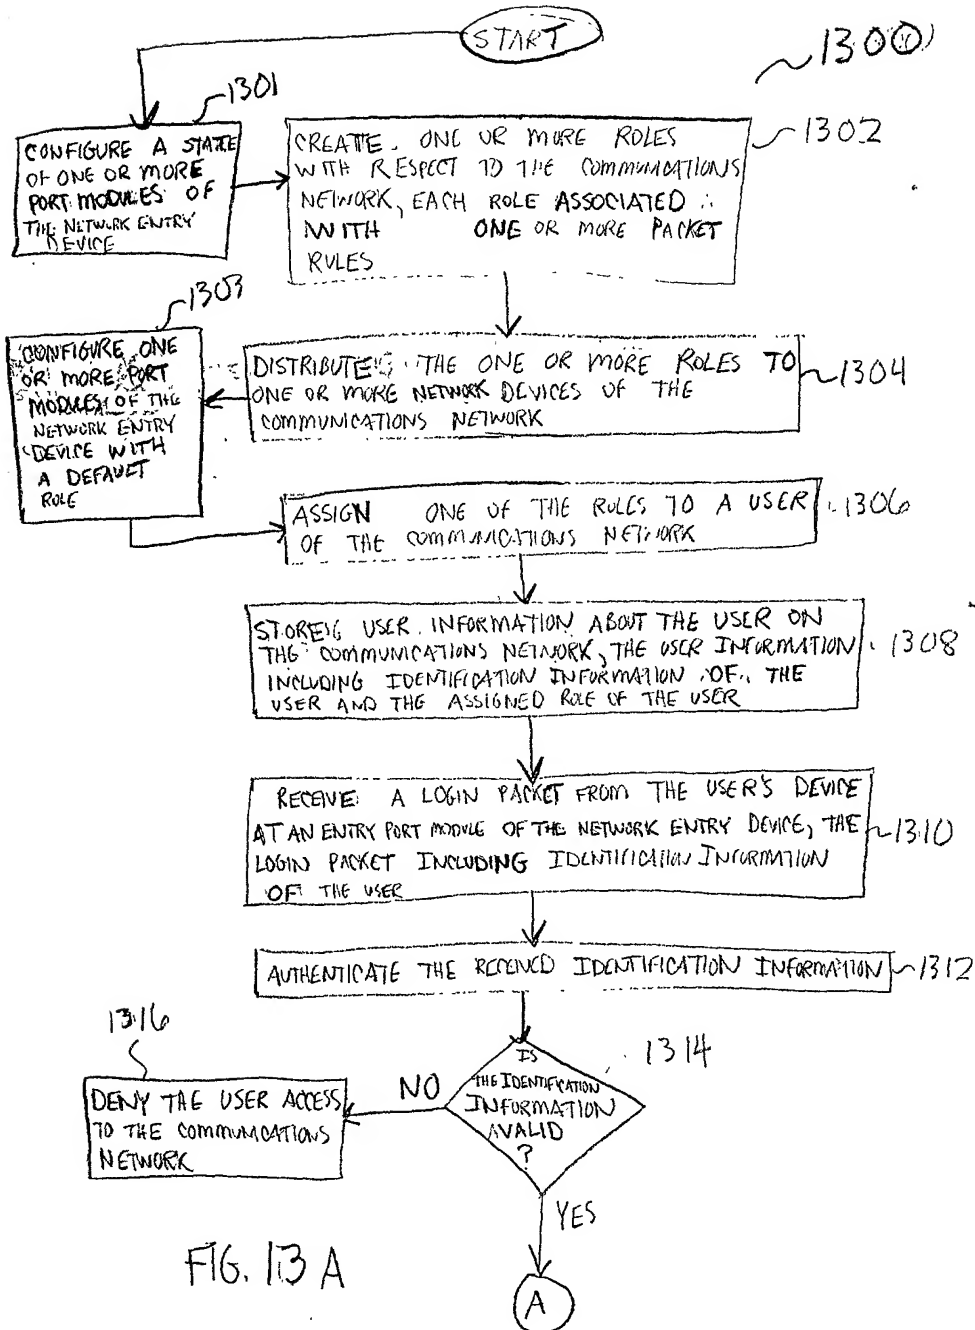 START
1300
1301
CONFIGURE A STATE
OF ONE OR MORE
PORT MODULES OF
THE NETWORK ENTRY
DEVICE
CREATE ONE OR MORE ROLES
WITH RESPECT TO THE COMMUNICATIONS
NETWORK, EACH ROLE ASSOCIATED
WITH ONE OR MORE PACKET
RULES
1302
1303
CONFIGURE ONE
OR MORE PORT
MODULES OF THE
NETWORK ENTRY
DEVICE WITH
A DEFAULT
ROLE
DISTRIBUTE THE ONE OR MORE ROLES TO
ONE OR MORE NETWORK DEVICES OF THE
COMMUNICATIONS NETWORK
1304
ASSIGN ONE OF THE RULES TO A USER
OF THE COMMUNICATIONS NETWORK
1306
STORE USER INFORMATION ABOUT THE USER ON
THE COMMUNICATIONS NETWORK, THE USER INFORMATION
INCLUDING IDENTIFICATION INFORMATION OF THE
USER AND THE ASSIGNED ROLE OF THE USER
1308
RECEIVE A LOGIN PACKET FROM THE USER'S DEVICE
AT AN ENTRY PORT MODULE OF THE NETWORK ENTRY DEVICE, THE
LOGIN PACKET INCLUDING IDENTIFICATION INFORMATION
OF THE USER
1310
AUTHENTICATE THE RECEIVED IDENTIFICATION INFORMATION
1312
1316
DENY THE USER ACCESS
TO THE COMMUNICATIONS
NETWORK
NO
IS
THE IDENTIFICATION
INFORMATION
VALID
?
1314
YES
A
FIG. 13 A